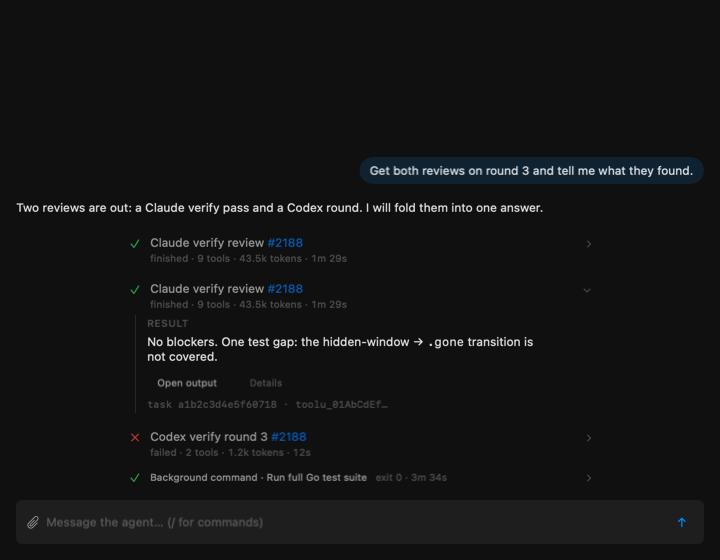 Get both reviews on round 3 and tell me what they found.
Two reviews are out: a Claude verify pass and a Codex round. I will fold them into one answer.
Claude verify review #2188
finished · 9 tools · 43.5k tokens · 1m 29s
Claude verify review #2188
finished · 9 tools · 43.5k tokens · 1m 29s
RESULT
No blockers. One test gap: the hidden-window → .gone transition is
not covered.
Open output Details
task a1b2c3d4e5f60718 · toolu_01AbCdEf…
Codex verify round 3 #2188
failed · 2 tools · 1.2k tokens · 12s
Background command · Run full Go test suite exit 0 · 3m 34s
Message the agent... (/ for commands)